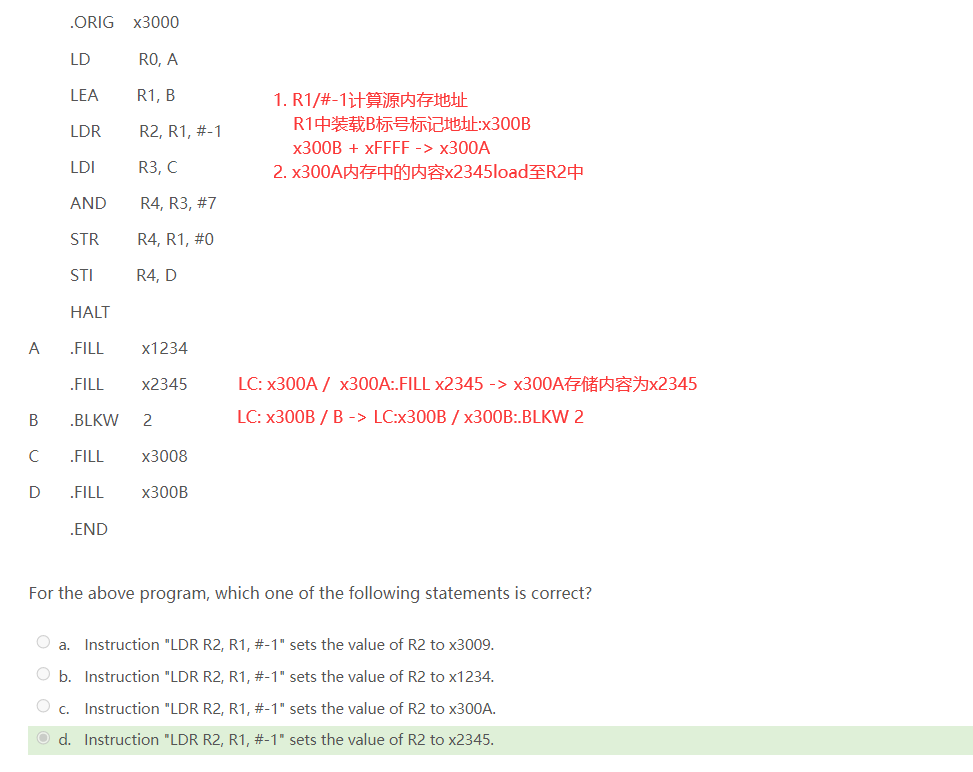 .ORIG x3000
LD R0, A
LEA R1, B
1. R1/#-1计算源内存地址
R1中装载B标号标记地址:x300B
LDR R2, R1, #-1
x300B + xFFFF -> x300A
LDI R3, C
2. x300A内存中的内容x2345load至R2中
AND R4, R3, #7
STR R4, R1, #0
STI R4, D
HALT
A .FILL x1234
.FILL x2345 LC: x300A / x300A:.FILL x2345 -> x300A存储内容为x2345
B .BLKW 2 LC: x300B / B -> LC:x300B / x300B:.BLKW 2
C .FILL x3008
D .FILL x300B
.END
For the above program, which one of the following statements is correct?
a. Instruction "LDR R2, R1, #-1" sets the value of R2 to x3009.
b. Instruction "LDR R2, R1, #-1" sets the value of R2 to x1234.
c. Instruction "LDR R2, R1, #-1" sets the value of R2 to x300A.
d. Instruction "LDR R2, R1, #-1" sets the value of R2 to x2345.